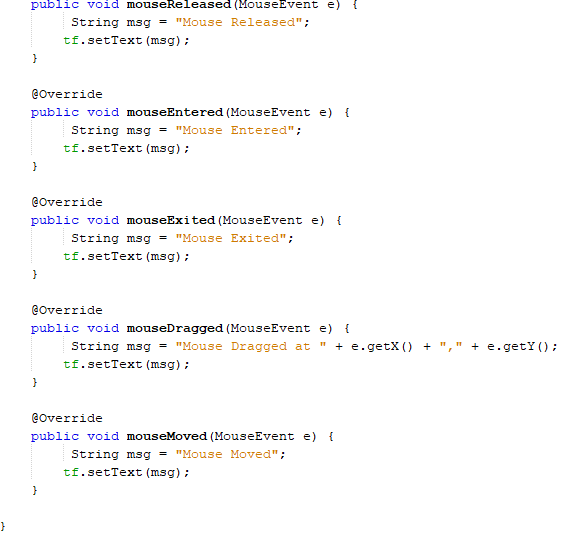 public void mouseReleased(MouseEvent e) {
String msg = "Mouse Released";
tf.setText(msg);
}
@Override
public void mouseEntered(MouseEvent e) {
String msg = "Mouse Entered";
tf.setText(msg);
}
@Override
public void mouseExited(MouseEvent e) {
String msg = "Mouse Exited";
tf.setText(msg);
}
@Override
public void mouseDragged(MouseEvent e) {
String msg = "Mouse Dragged at " + e.getX() + "," + e.getY();
tf.setText(msg);
}
@Override
public void mouseMoved(MouseEvent e) {
String msg = "Mouse Moved";
tf.setText(msg);
}
}